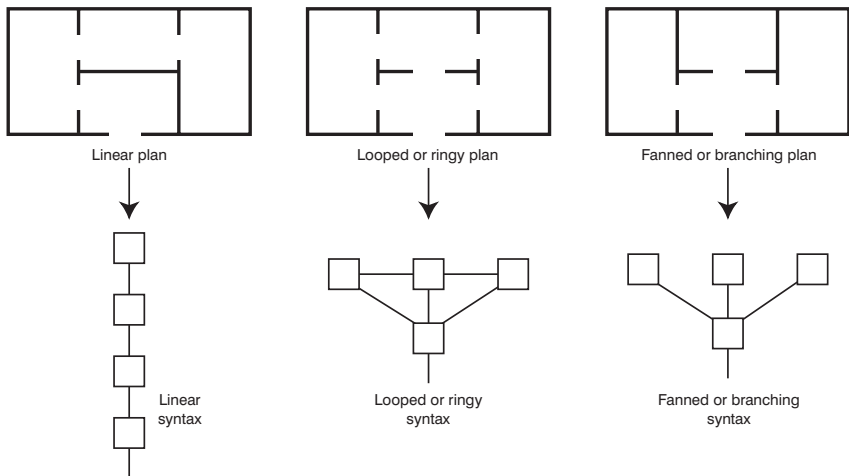 Linear plan
Looped or ringy plan
Fanned or branching plan
Linear
syntax
Looped or ringy
syntax
Fanned or branching
syntax